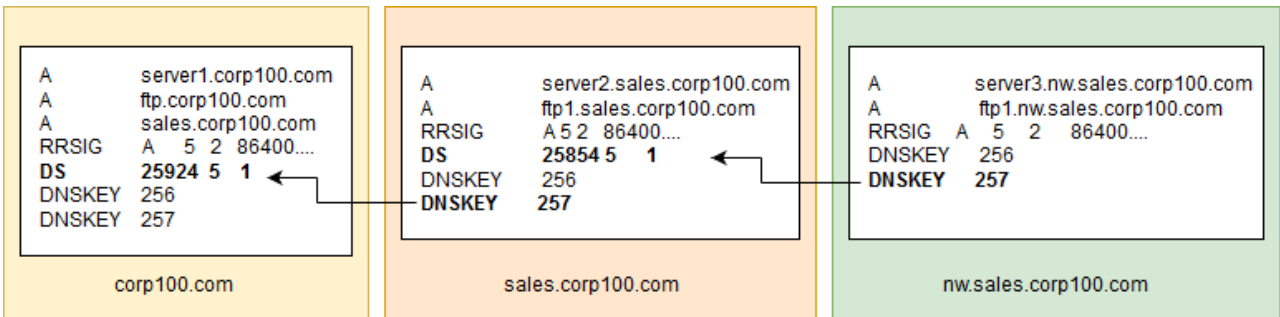 A server1.corp100.com
A ftp.corp100.com
A sales.corp100.com
RRSIG A 5 2 86400....
DS 25924 5 1
DNSKEY 256
DNSKEY 257
corp100.com
A server2.sales.corp100.com
A ftp1.sales.corp100.com
RRSIG A 5 2 86400....
DS 25854 5 1
DNSKEY 256
DNSKEY 257
sales.corp100.com
A server3.nw.sales.corp100.com
A ftp1.nw.sales.corp100.com
RRSIG A 5 2 86400....
DNSKEY 256
DNSKEY 257
nw.sales.corp100.com